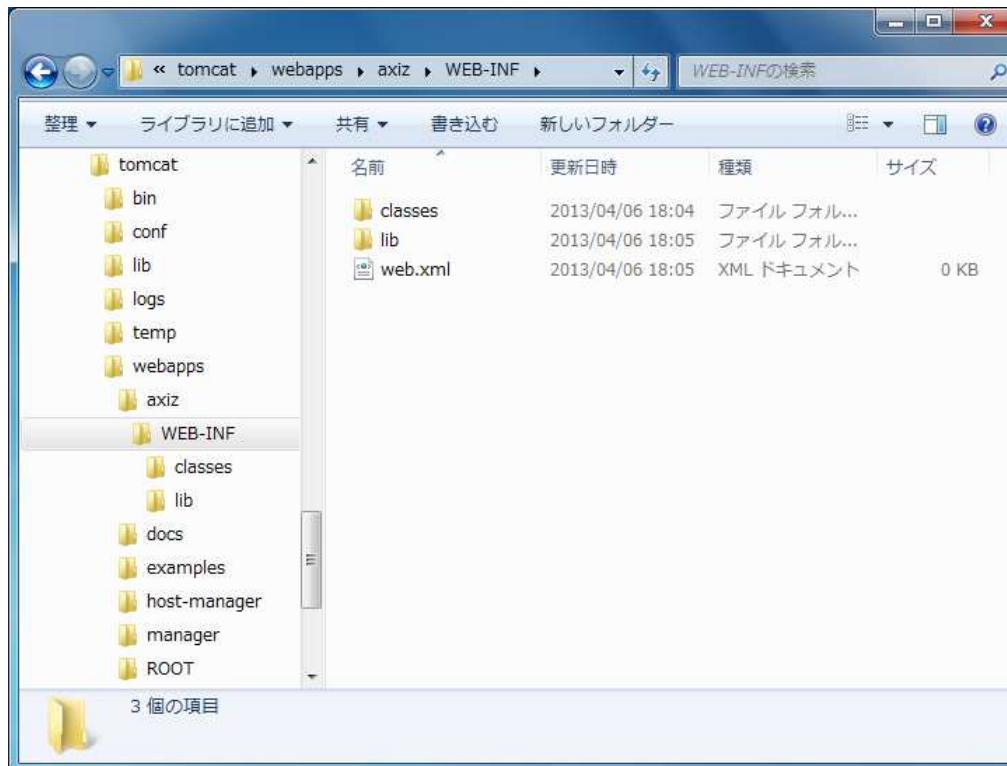 « tomcat ▸ webapps ▸ axiz ▸ WEB-INF ▸ WEB-INFの検索
整理 ▼ ライブラリに追加 ▼ 共有 ▼ 書き込む 新しいフォルダー
tomcat
bin
conf
lib
logs
temp
webapps
axiz
WEB-INF
classes
lib
docs
examples
host-manager
manager
ROOT
名前 更新日時 種類 サイズ
classes 2013/04/06 18:04 ファイル フォル...
lib 2013/04/06 18:05 ファイル フォル...
web.xml 2013/04/06 18:05 XML ドキュメント 0 KB
3 個の項目